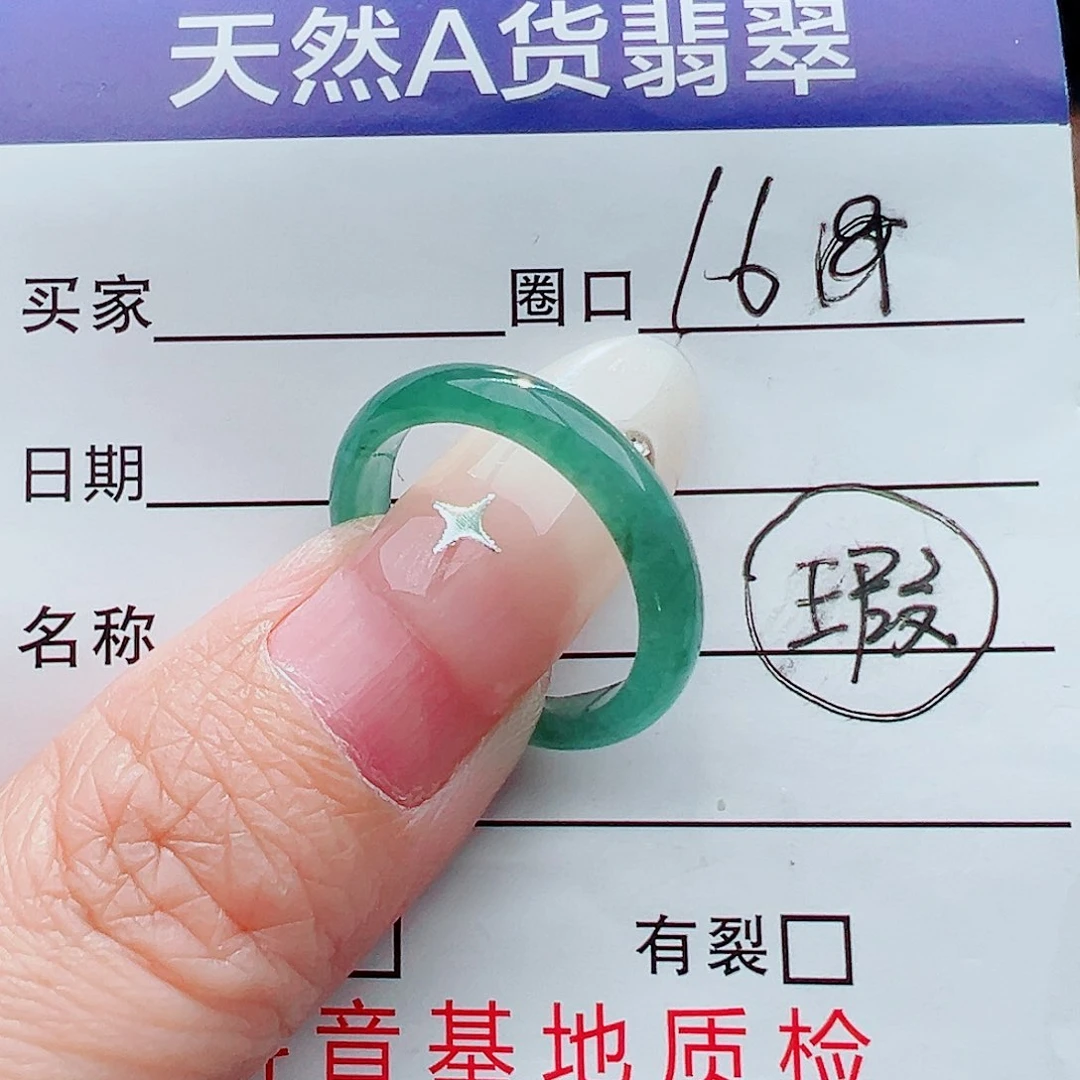 天然A货翡翠
买家 圈口 16
日期
名称 瑕
有裂
音基地质检